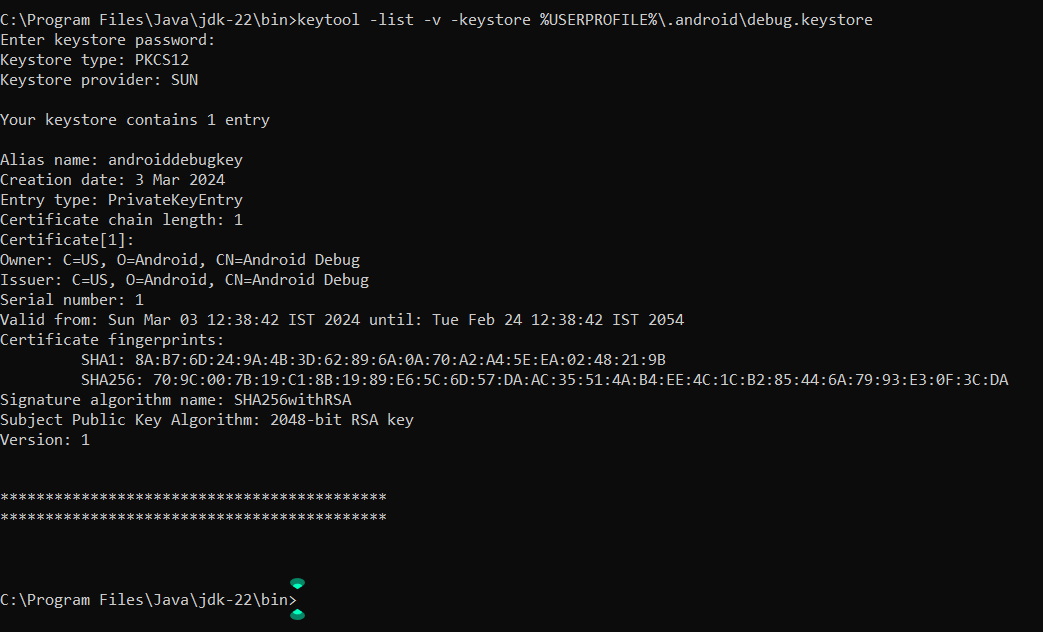 C:\Program Files\Java\jdk-22\bin>keytool -list -v -keystore %USERPROFILE%\.android\debug.keystore
Enter keystore password:
Keystore type: PKCS12
Keystore provider: SUN
Your keystore contains 1 entry
Alias name: androiddebugkey
Creation date: 3 Mar 2024
Entry type: PrivateKeyEntry
Certificate chain length: 1
Certificate[1]:
Owner: C=US, O=Android, CN=Android Debug
Issuer: C=US, O=Android, CN=Android Debug
Serial number: 1
Valid from: Sun Mar 03 12:38:42 IST 2024 until: Tue Feb 24 12:38:42 IST 2054
Certificate fingerprints:
SHA1: 8A:B7:6D:24:9A:4B:3D:62:89:6A:0A:70:A2:A4:5E:EA:02:48:21:9B
SHA256: 70:9C:00:7B:19:C1:8B:19:89:E6:5C:6D:57:DA:AC:35:51:4A:B4:EE:4C:1C:B2:85:44:6A:79:93:E3:0F:3C:DA
Signature algorithm name: SHA256withRSA
Subject Public Key Algorithm: 2048-bit RSA key
Version: 1
*******************************************
*******************************************
C:\Program Files\Java\jdk-22\bin>